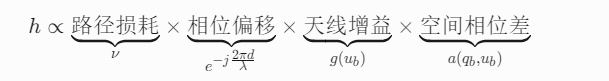 h ∝ 路径损耗 × 相位偏移 × 天线增益 × 空间相位差
ν e^{-j\frac{2πd}{λ}} g(u_b) a(q_b,u_b)